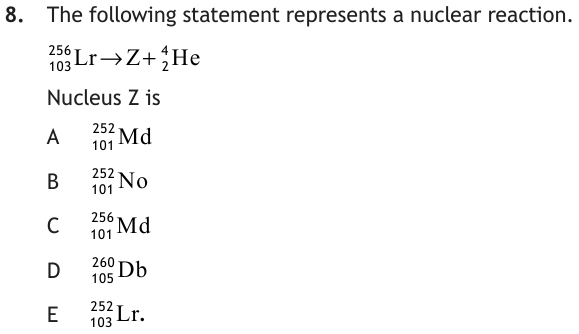 8. The following statement represents a nuclear reaction.
²⁵⁶₁₀₃Lr→Z+⁴₂He
Nucleus Z is
A ²⁵²₁₀₁Md
B ²⁵²₁₀₁No
C ²⁵⁶₁₀₁Md
D ²⁶⁰₁₀₅Db
E ²⁵²₁₀₃Lr.